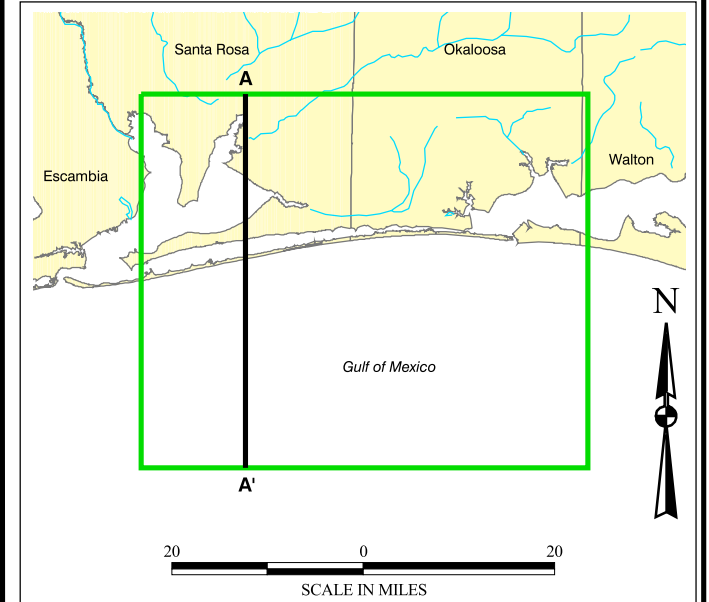 Santa Rosa
Okaloosa
A
Walton
Escambia
N
Gulf of Mexico
A'
20 0 20
SCALE IN MILES